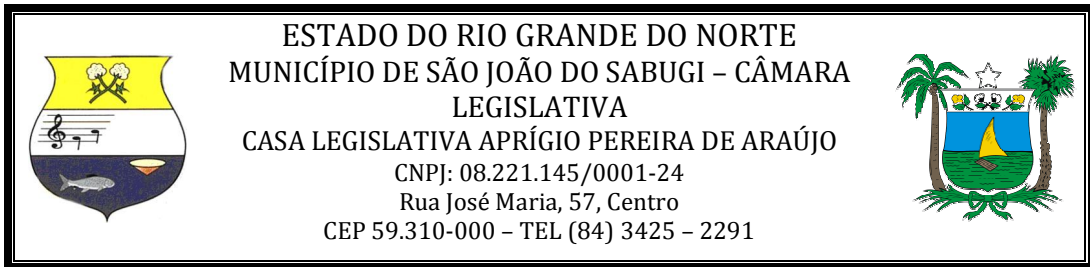 ESTADO DO RIO GRANDE DO NORTE
MUNICÍPIO DE SÃO JOÃO DO SABUGI – CÂMARA
LEGISLATIVA
CASA LEGISLATIVA APRÍGIO PEREIRA DE ARAÚJO
CNPJ: 08.221.145/0001-24
Rua José Maria, 57, Centro
CEP 59.310-000 – TEL (84) 3425 – 2291